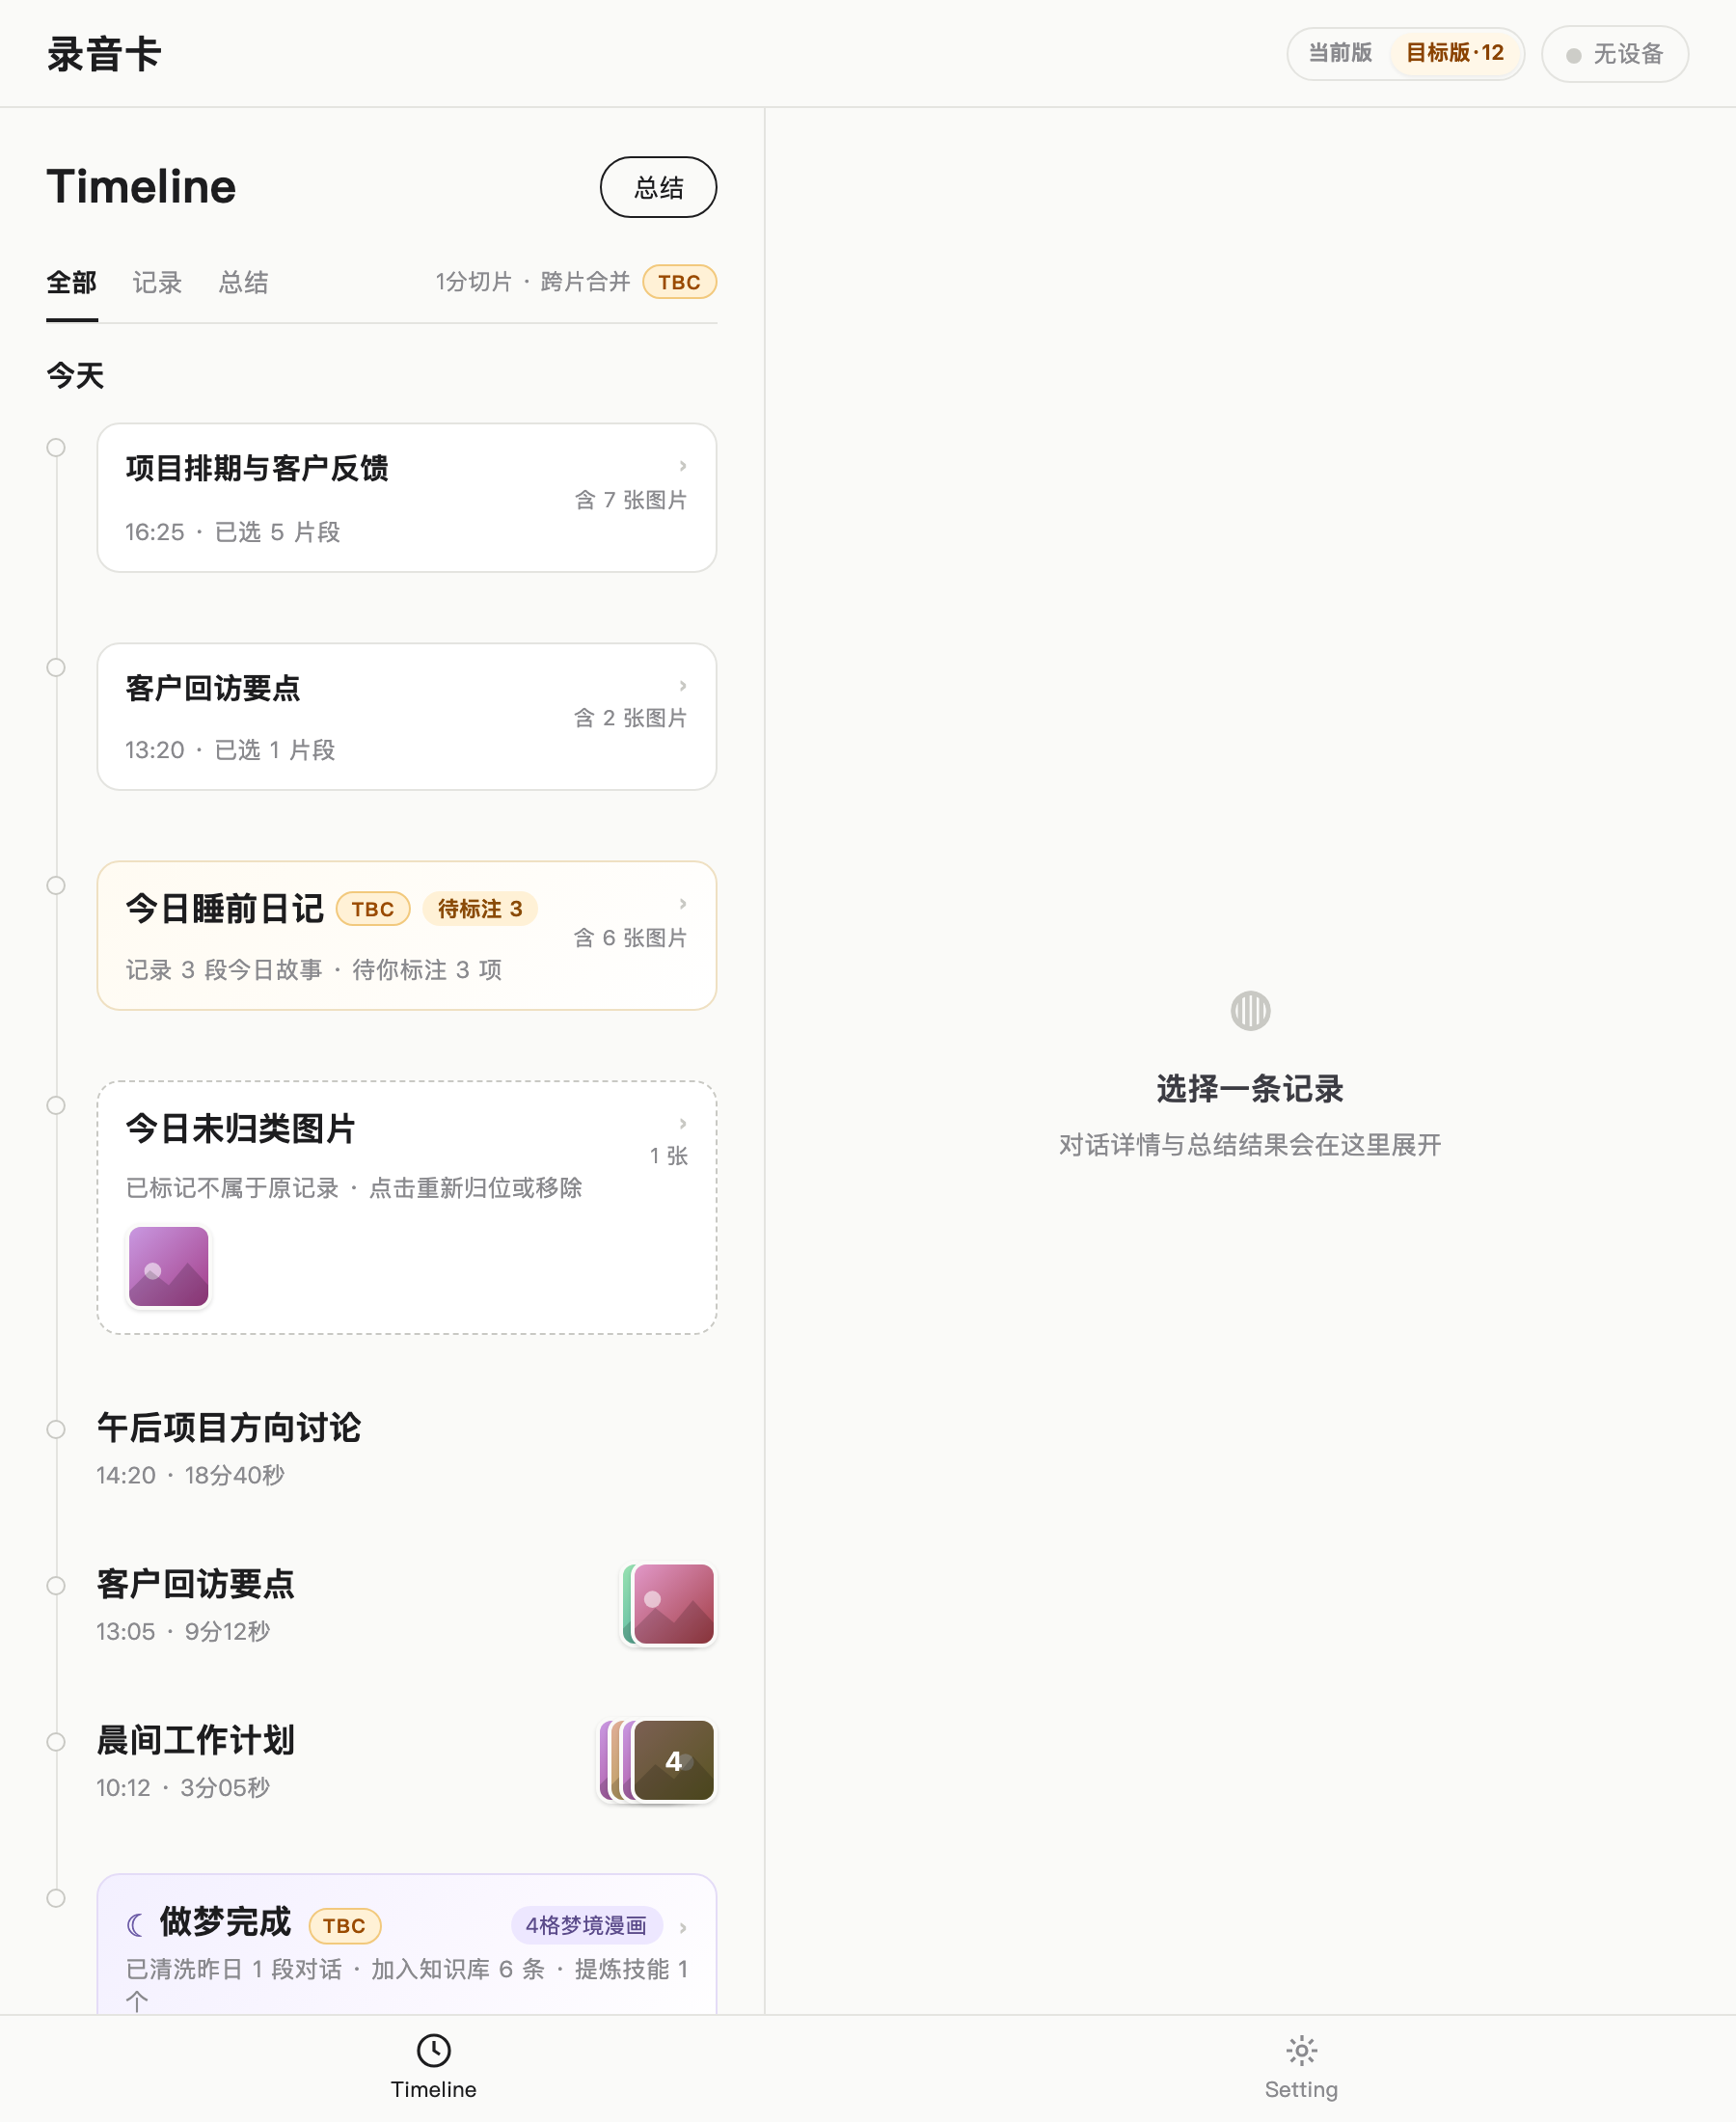 录音卡
当前版 目标版·12 无设备
Timeline 总结
全部 记录 总结 1分切片 · 跨片合并 TBC
今天
项目排期与客户反馈 ›
含 7 张图片
16:25 · 已选 5 片段
客户回访要点 ›
含 2 张图片
13:20 · 已选 1 片段
今日睡前日记 TBC 待标注 3 ›
含 6 张图片
记录 3 段今日故事 · 待你标注 3 项
今日未归类图片 ›
1 张
已标记不属于原记录 · 点击重新归位或移除
午后项目方向讨论
14:20 · 18分40秒
客户回访要点
13:05 · 9分12秒
晨间工作计划
10:12 · 3分05秒
4
☾ 做梦完成 TBC 4格梦境漫画 ›
已清洗昨日 1 段对话 · 加入知识库 6 条 · 提炼技能 1
个
选择一条记录
对话详情与总结结果会在这里展开
Timeline Setting